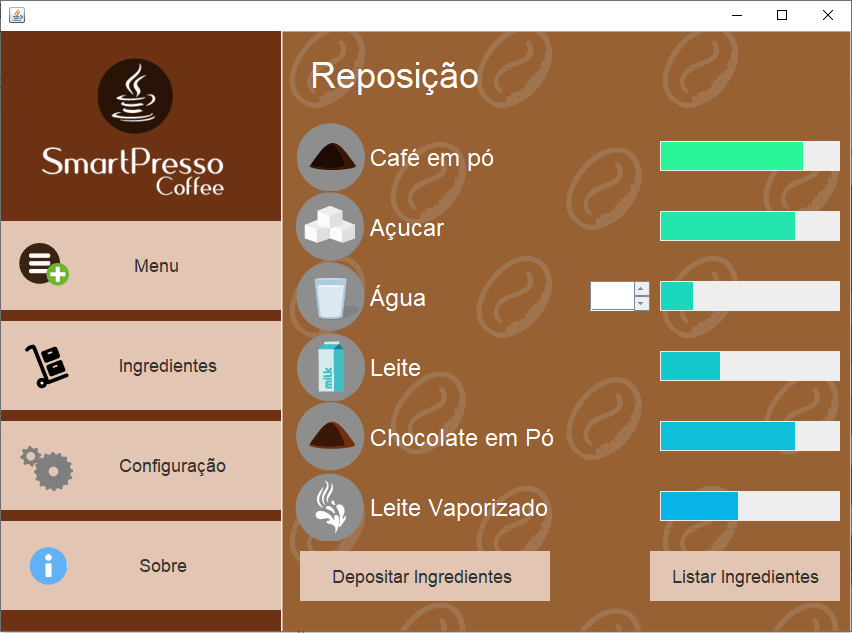 SmartPresso
Coffee
Menu
Ingredientes
Configuração
Sobre
Reposição
Café em pó
Açucar
Água
milk
Leite
Chocolate em Pó
Leite Vaporizado
Depositar Ingredientes
Listar Ingredientes